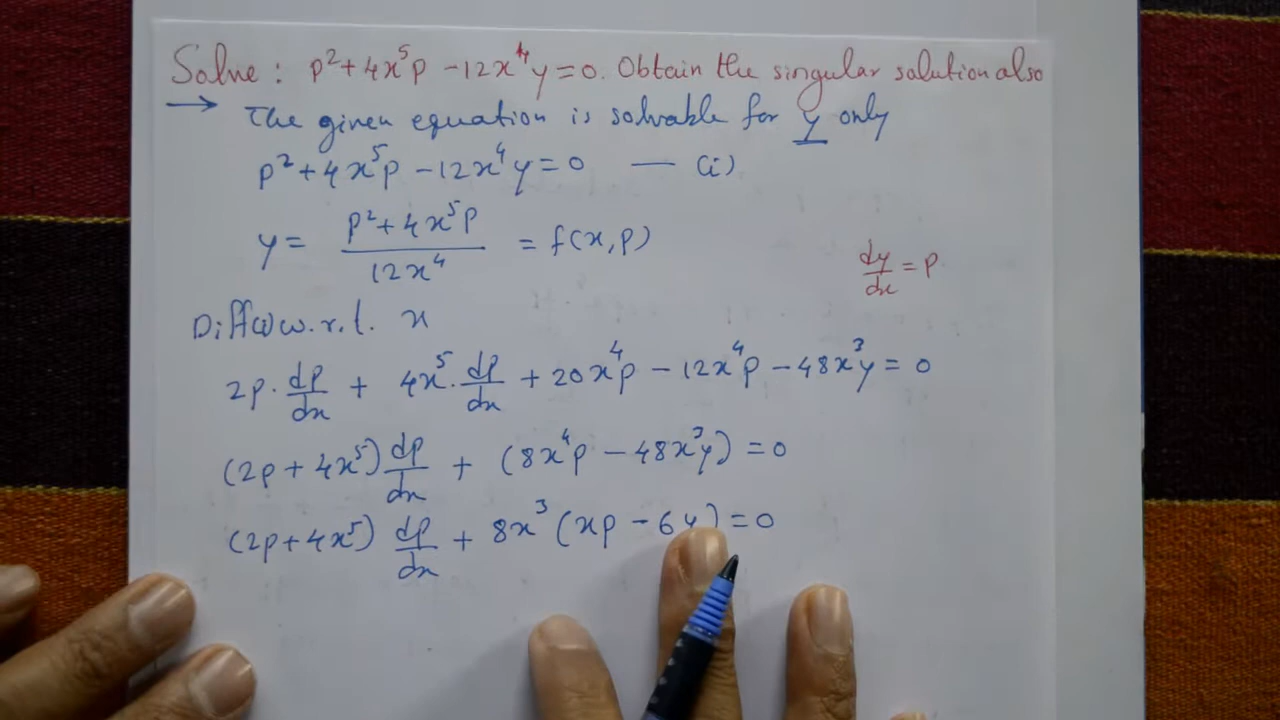 Solve : p²+4x⁵p -12x⁴y=0. Obtain the singular solution also
→ The given equation is solvable for y only
p²+4x⁵p -12x⁴y=0 — (i)
y= p²+4x⁵p / 12x⁴ = f(x,p)
dy/dx = p
Diff(i) w.r.t. x
2p. dp/dx + 4x⁵. dp/dx + 20x⁴p - 12x⁴p - 48x³y = 0
(2p+4x⁵) dp/dx + (8x⁴p - 48x³y) = 0
(2p+4x⁵) dp/dx + 8x³ (xp - 6y) = 0